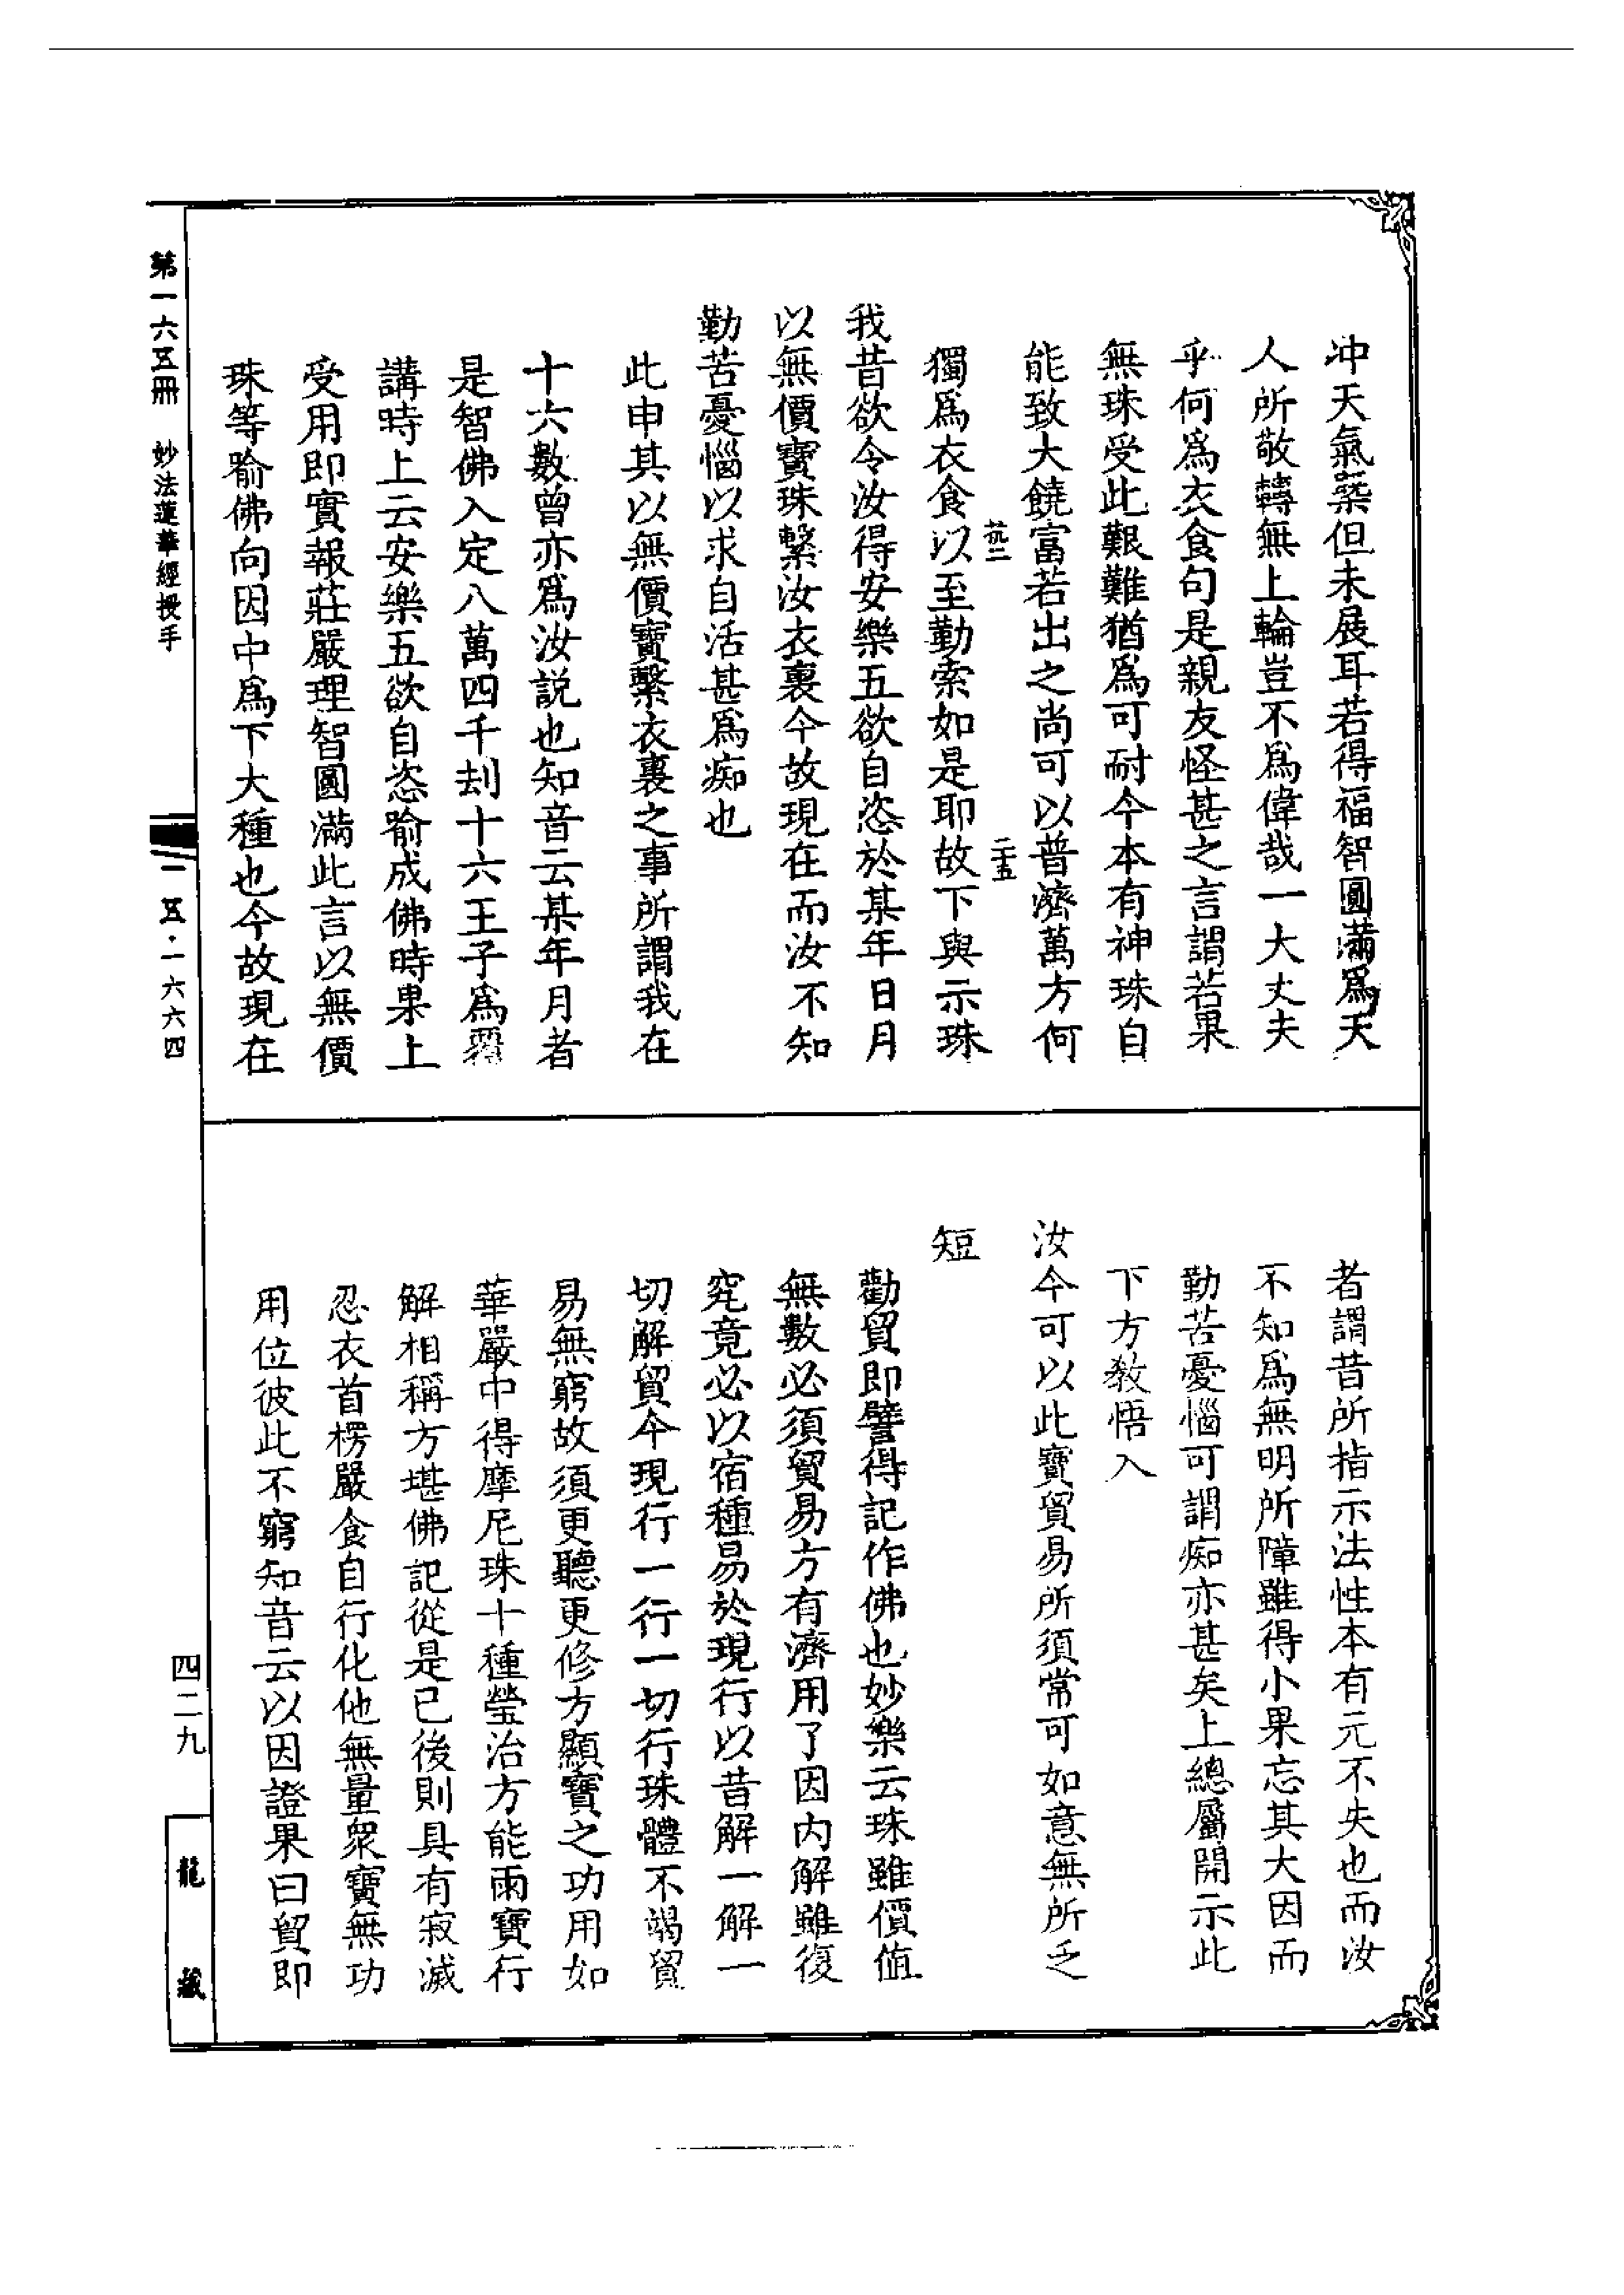 冲天氣槩但未展耳若得福智圓滿爲天
人所敬轉無上輪豈不爲偉哉一大丈夫
乎何爲衣食句是親友怪甚之言謂若果
無珠受此艱難猶爲可耐今本有神珠自
能致大饒富若出之尚可以普濟萬方何
二 二十五
獨爲衣食以至勤索如是耶故下與示珠
我昔欲令汝得安樂五欲自恣於某年日月
以無價寶珠繫汝衣裏今故現在而汝不知
勤苦憂惱以求自活甚爲痴也
此申其以無價寶繫衣裏之事所謂我在
十六數曾亦爲汝説也知音云某年月者
是智佛入定八萬四千刦十六王子爲覆
講時上云安樂五欲自恣喻成佛時果上
受用即實報莊嚴理智圓滿此言以無價
珠等喻佛向因中爲下大種也今故現在
者謂昔所指示法性本有元不失也而汝
不知爲無明所障雖得小果忘其大因而
勤苦憂惱可謂痴亦甚矣上總屬開示此
下方教悟入
汝今可以此寶貿易所須常可如意無所乏
短
勸貿即譬得記作佛也妙樂云珠雖價值
無數必須貿易方有濟用了因内解雖復
究竟必以宿種易於現行以昔解一解一
切解貿今現行一行一切行珠體不竭貿
易無窮故須更聽更修方顯寶之功用如
華嚴中得摩尼珠十種瑩治方能雨寶行
解相稱方堪佛記從是已後則具有寂滅
忍衣首楞嚴食自行化他無量衆寶無功
用位彼此不窮知音云以因證果曰貿即
第一六五冊 妙法蓮華經授手
一五·一六六四
四二九
龍藏